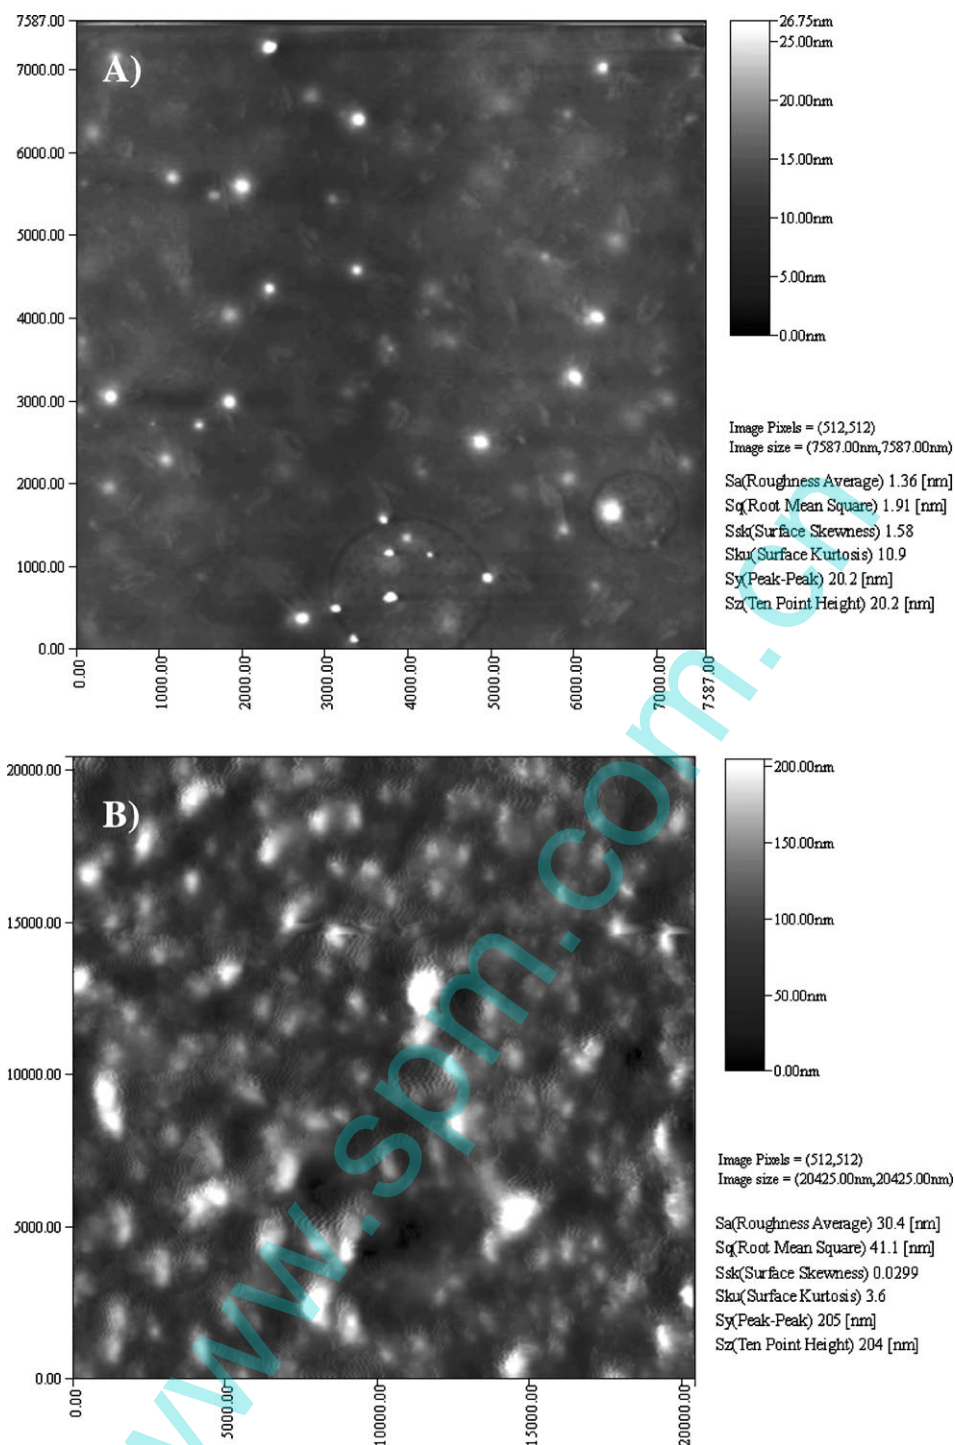 A)
7587.00
7000.00
6000.00
5000.00
4000.00
3000.00
2000.00
1000.00
0.00
0.00
1000.00
2000.00
3000.00
4000.00
5000.00
6000.00
7000.00
7587.00
26.75nm
25.00nm
20.00nm
15.00nm
10.00nm
5.00nm
0.00nm
Image Pixels = (512,512)
Image size = (7587.00nm,7587.00nm)
Sa(Roughness Average) 1.36 [nm]
Sq(Root Mean Square) 1.91 [nm]
Ssk(Surface Skewness) 1.58
Sku(Surface Kurtosis) 10.9
Sy(Peak-Peak) 20.2 [nm]
Sz(Ten Point Height) 20.2 [nm]
B)
20000.00
15000.00
10000.00
5000.00
0.00
0.00
5000.00
10000.00
15000.00
20000.00
200.00nm
150.00nm
100.00nm
50.00nm
0.00nm
Image Pixels = (512,512)
Image size = (20425.00nm,20425.00nm)
Sa(Roughness Average) 30.4 [nm]
Sq(Root Mean Square) 41.1 [nm]
Ssk(Surface Skewness) 0.0299
Sku(Surface Kurtosis) 3.6
Sy(Peak-Peak) 205 [nm]
Sz(Ten Point Height) 204 [nm]
www.spm.com.cn